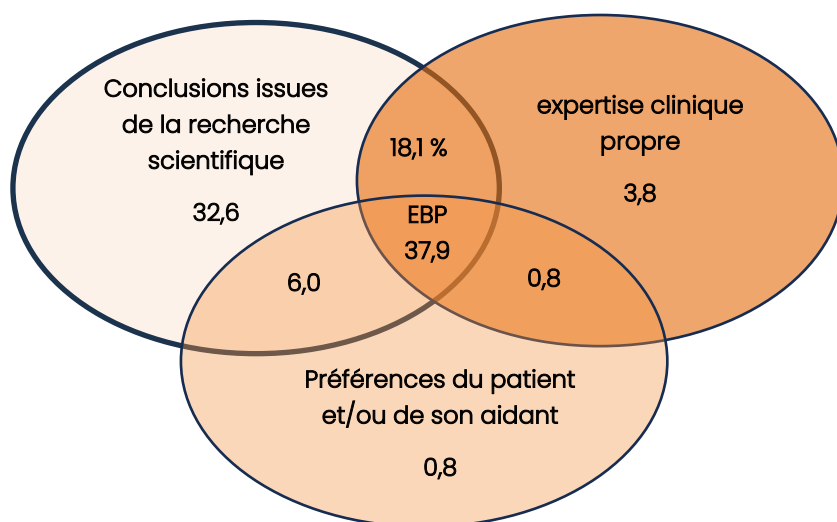 Conclusions issues
de la recherche
scientifique
32,6
18,1 %
expertise clinique
propre
3,8
EBP
37,9
6,0
0,8
Préférences du patient
et/ou de son aidant
0,8